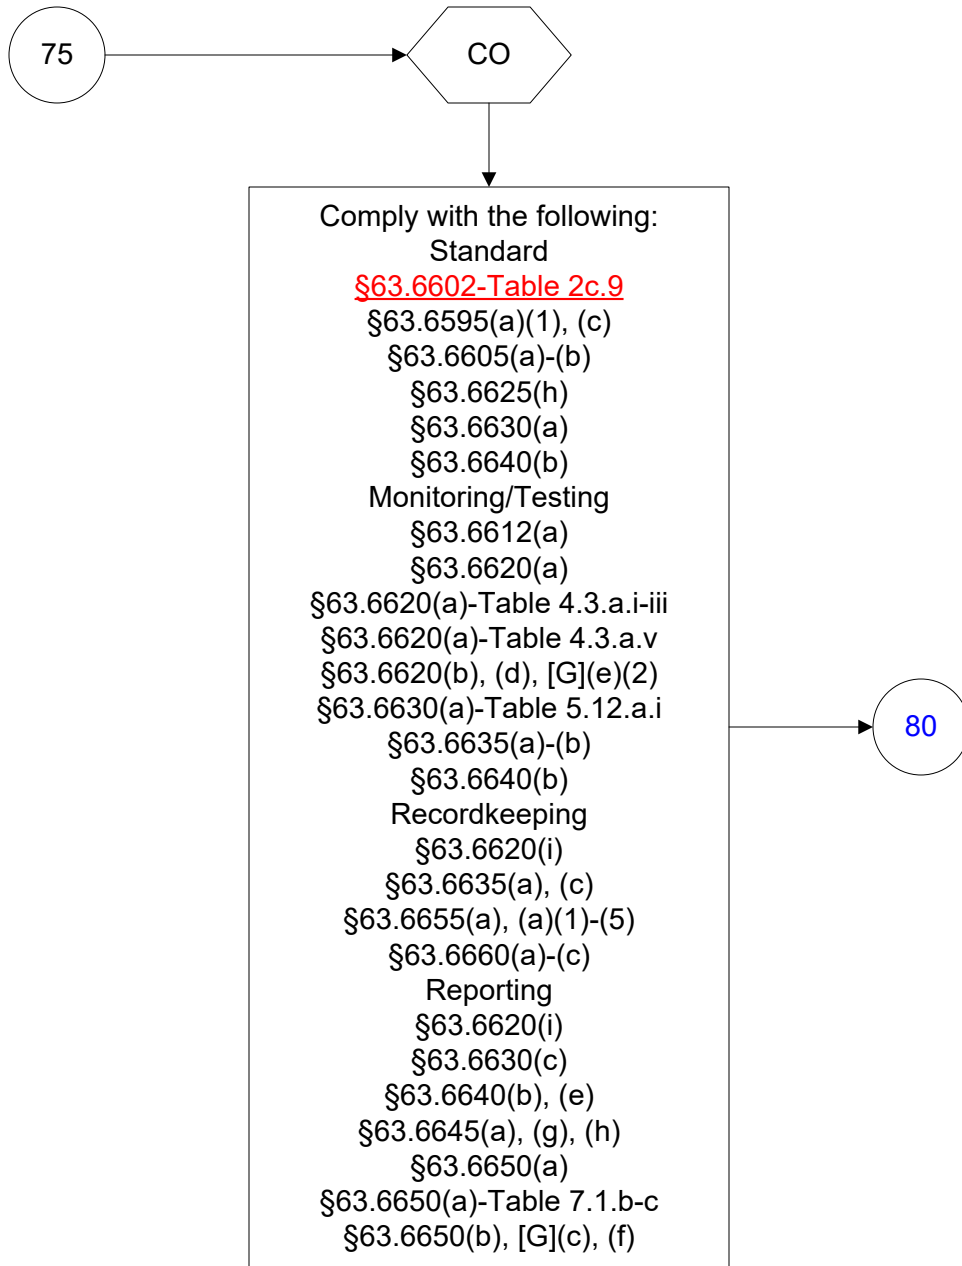 75
CO
Comply with the following:
Standard
§63.6602-Table 2c.9
§63.6595(a)(1), (c)
§63.6605(a)-(b)
§63.6625(h)
§63.6630(a)
§63.6640(b)
Monitoring/Testing
§63.6612(a)
§63.6620(a)
§63.6620(a)-Table 4.3.a.i-iii
§63.6620(a)-Table 4.3.a.v
§63.6620(b), (d), [G](e)(2)
§63.6630(a)-Table 5.12.a.i
§63.6635(a)-(b)
§63.6640(b)
Recordkeeping
§63.6620(i)
§63.6635(a), (c)
§63.6655(a), (a)(1)-(5)
§63.6660(a)-(c)
Reporting
§63.6620(i)
§63.6630(c)
§63.6640(b), (e)
§63.6645(a), (g), (h)
§63.6650(a)
§63.6650(a)-Table 7.1.b-c
§63.6650(b), [G](c), (f)
80